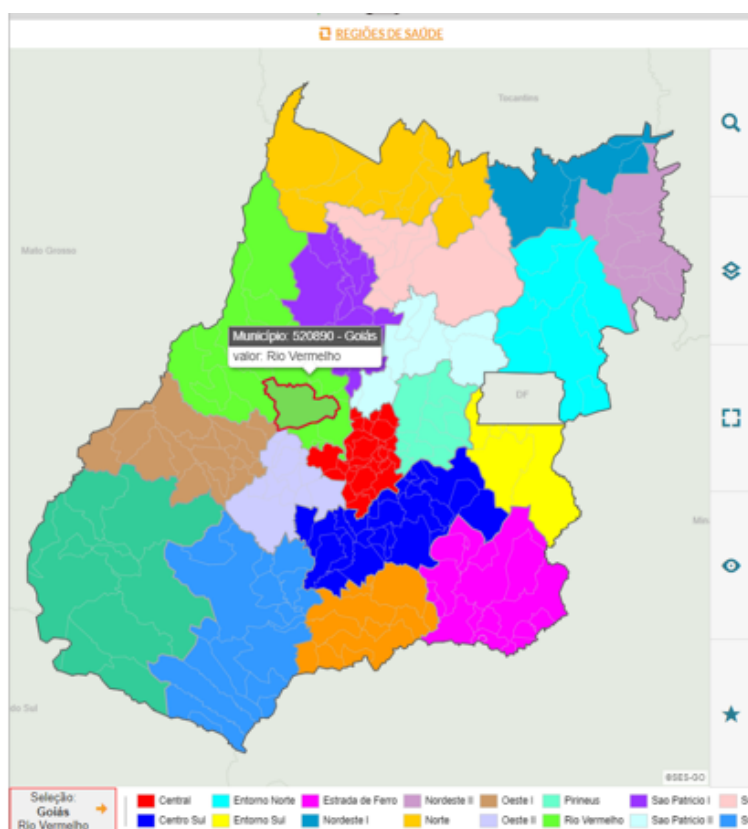 REGIÕES DE SAÚDE
Tocantins
Mato Grosso
Município: 520890 - Goiás
valor: Rio Vermelho
DF
do Sul
©SES-GO
Seleção:
Goiás
Rio Vermelho
Central
Entorno Norte
Estrada de Ferro
Nordeste II
Oeste I
Pirineus
Sao Patricio I
Centro Sul
Entorno Sul
Nordeste I
Norte
Oeste II
Rio Vermelho
Sao Patricio II